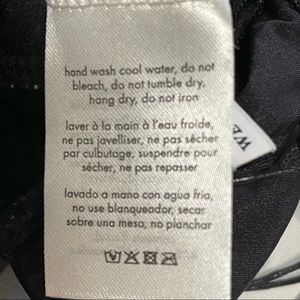 hand wash cool water, do not
bleach, do not tumble dry,
hang dry, do not iron
laver à la main à l'eau froide,
ne pas javelliser, ne pas sécher
par culbutage, suspendre pour
sécher, ne pas repasser
lavado a mano con agua fria,
no use blanqueador, secar
sobre una mesa, no planchar